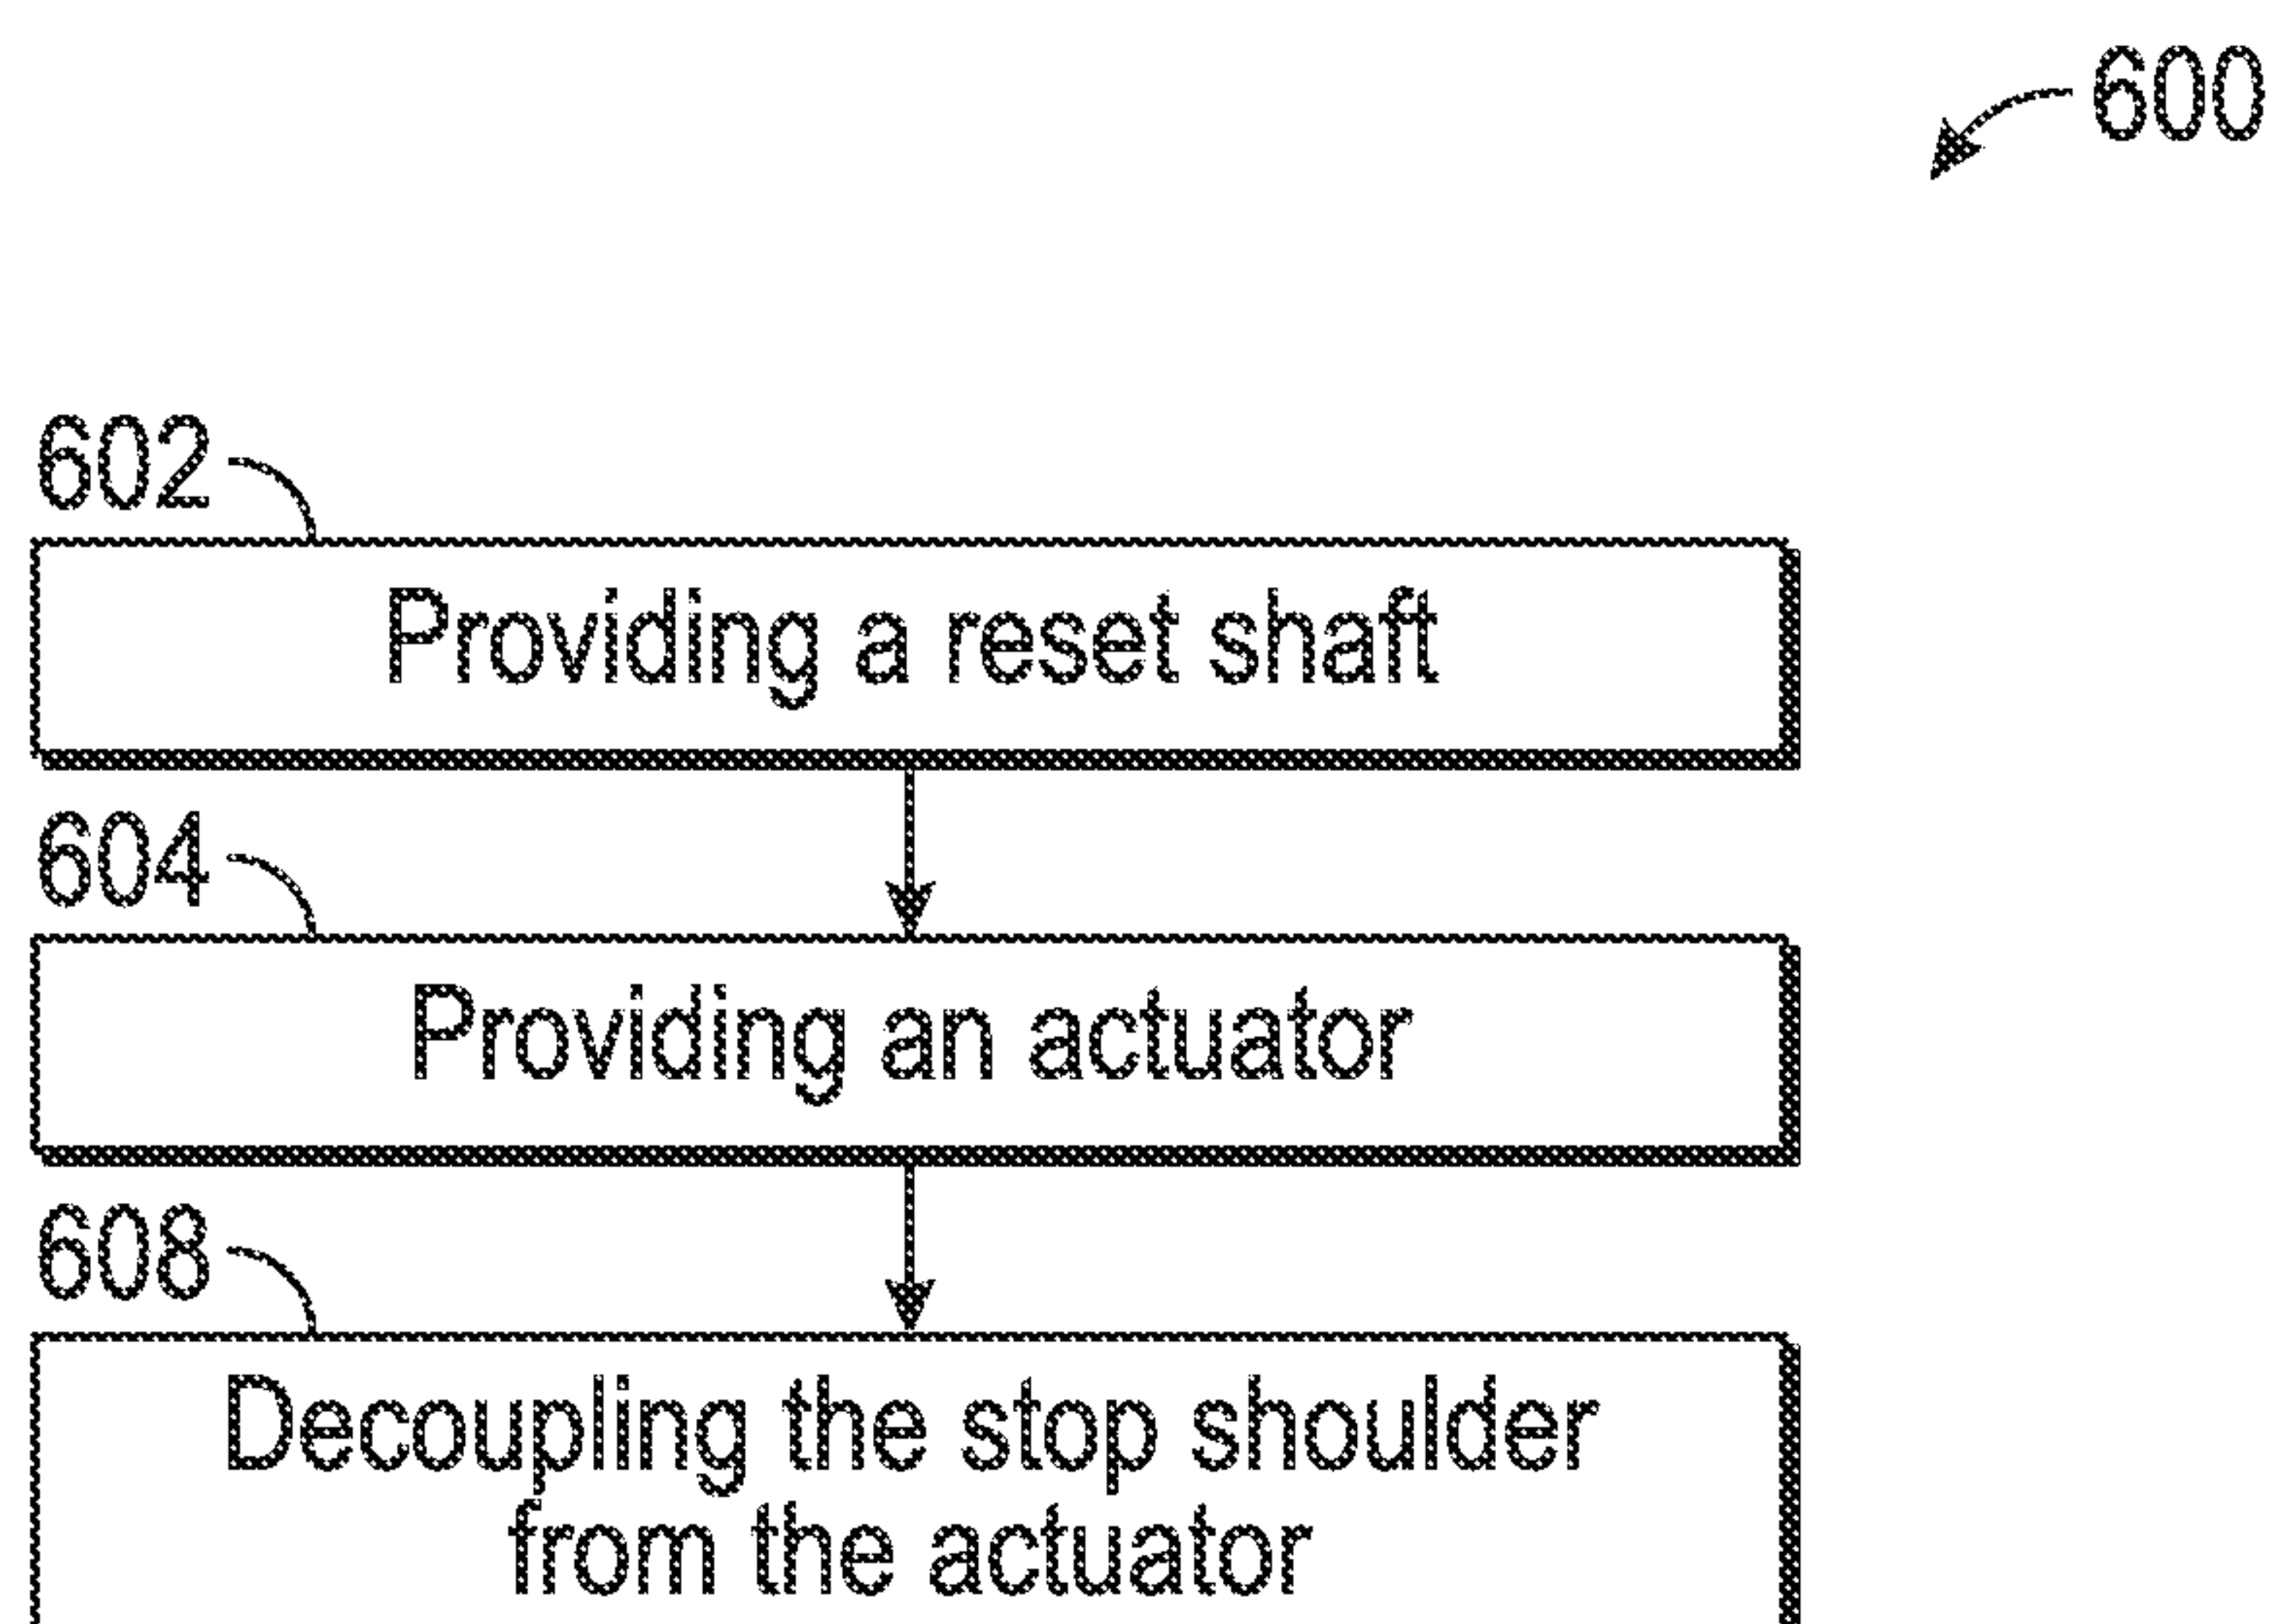 600
602
Providing a reset shaft
604
Providing an actuator
608
Decoupling the stop shoulder
from the actuator